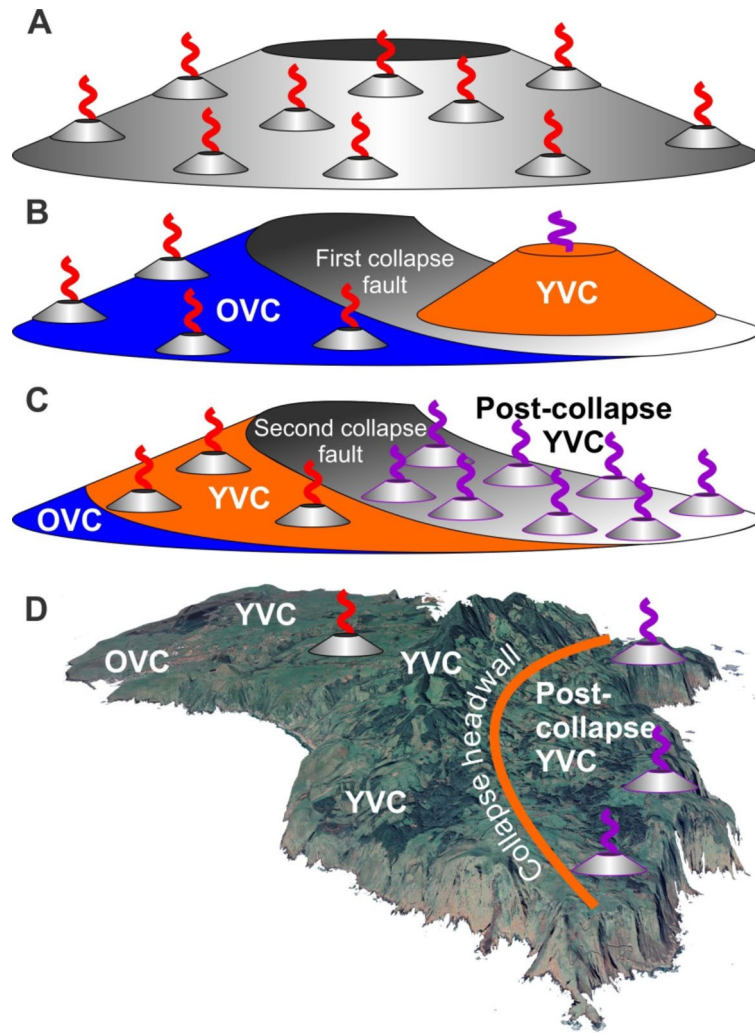 A
B
First collapse
fault
YVC
OVC
C
Post-collapse
YVC
Second collapse
fault
YVC
OVC
D
YVC
OVC
YVC
Collapse headwall
Post-
collapse
YVC
YVC